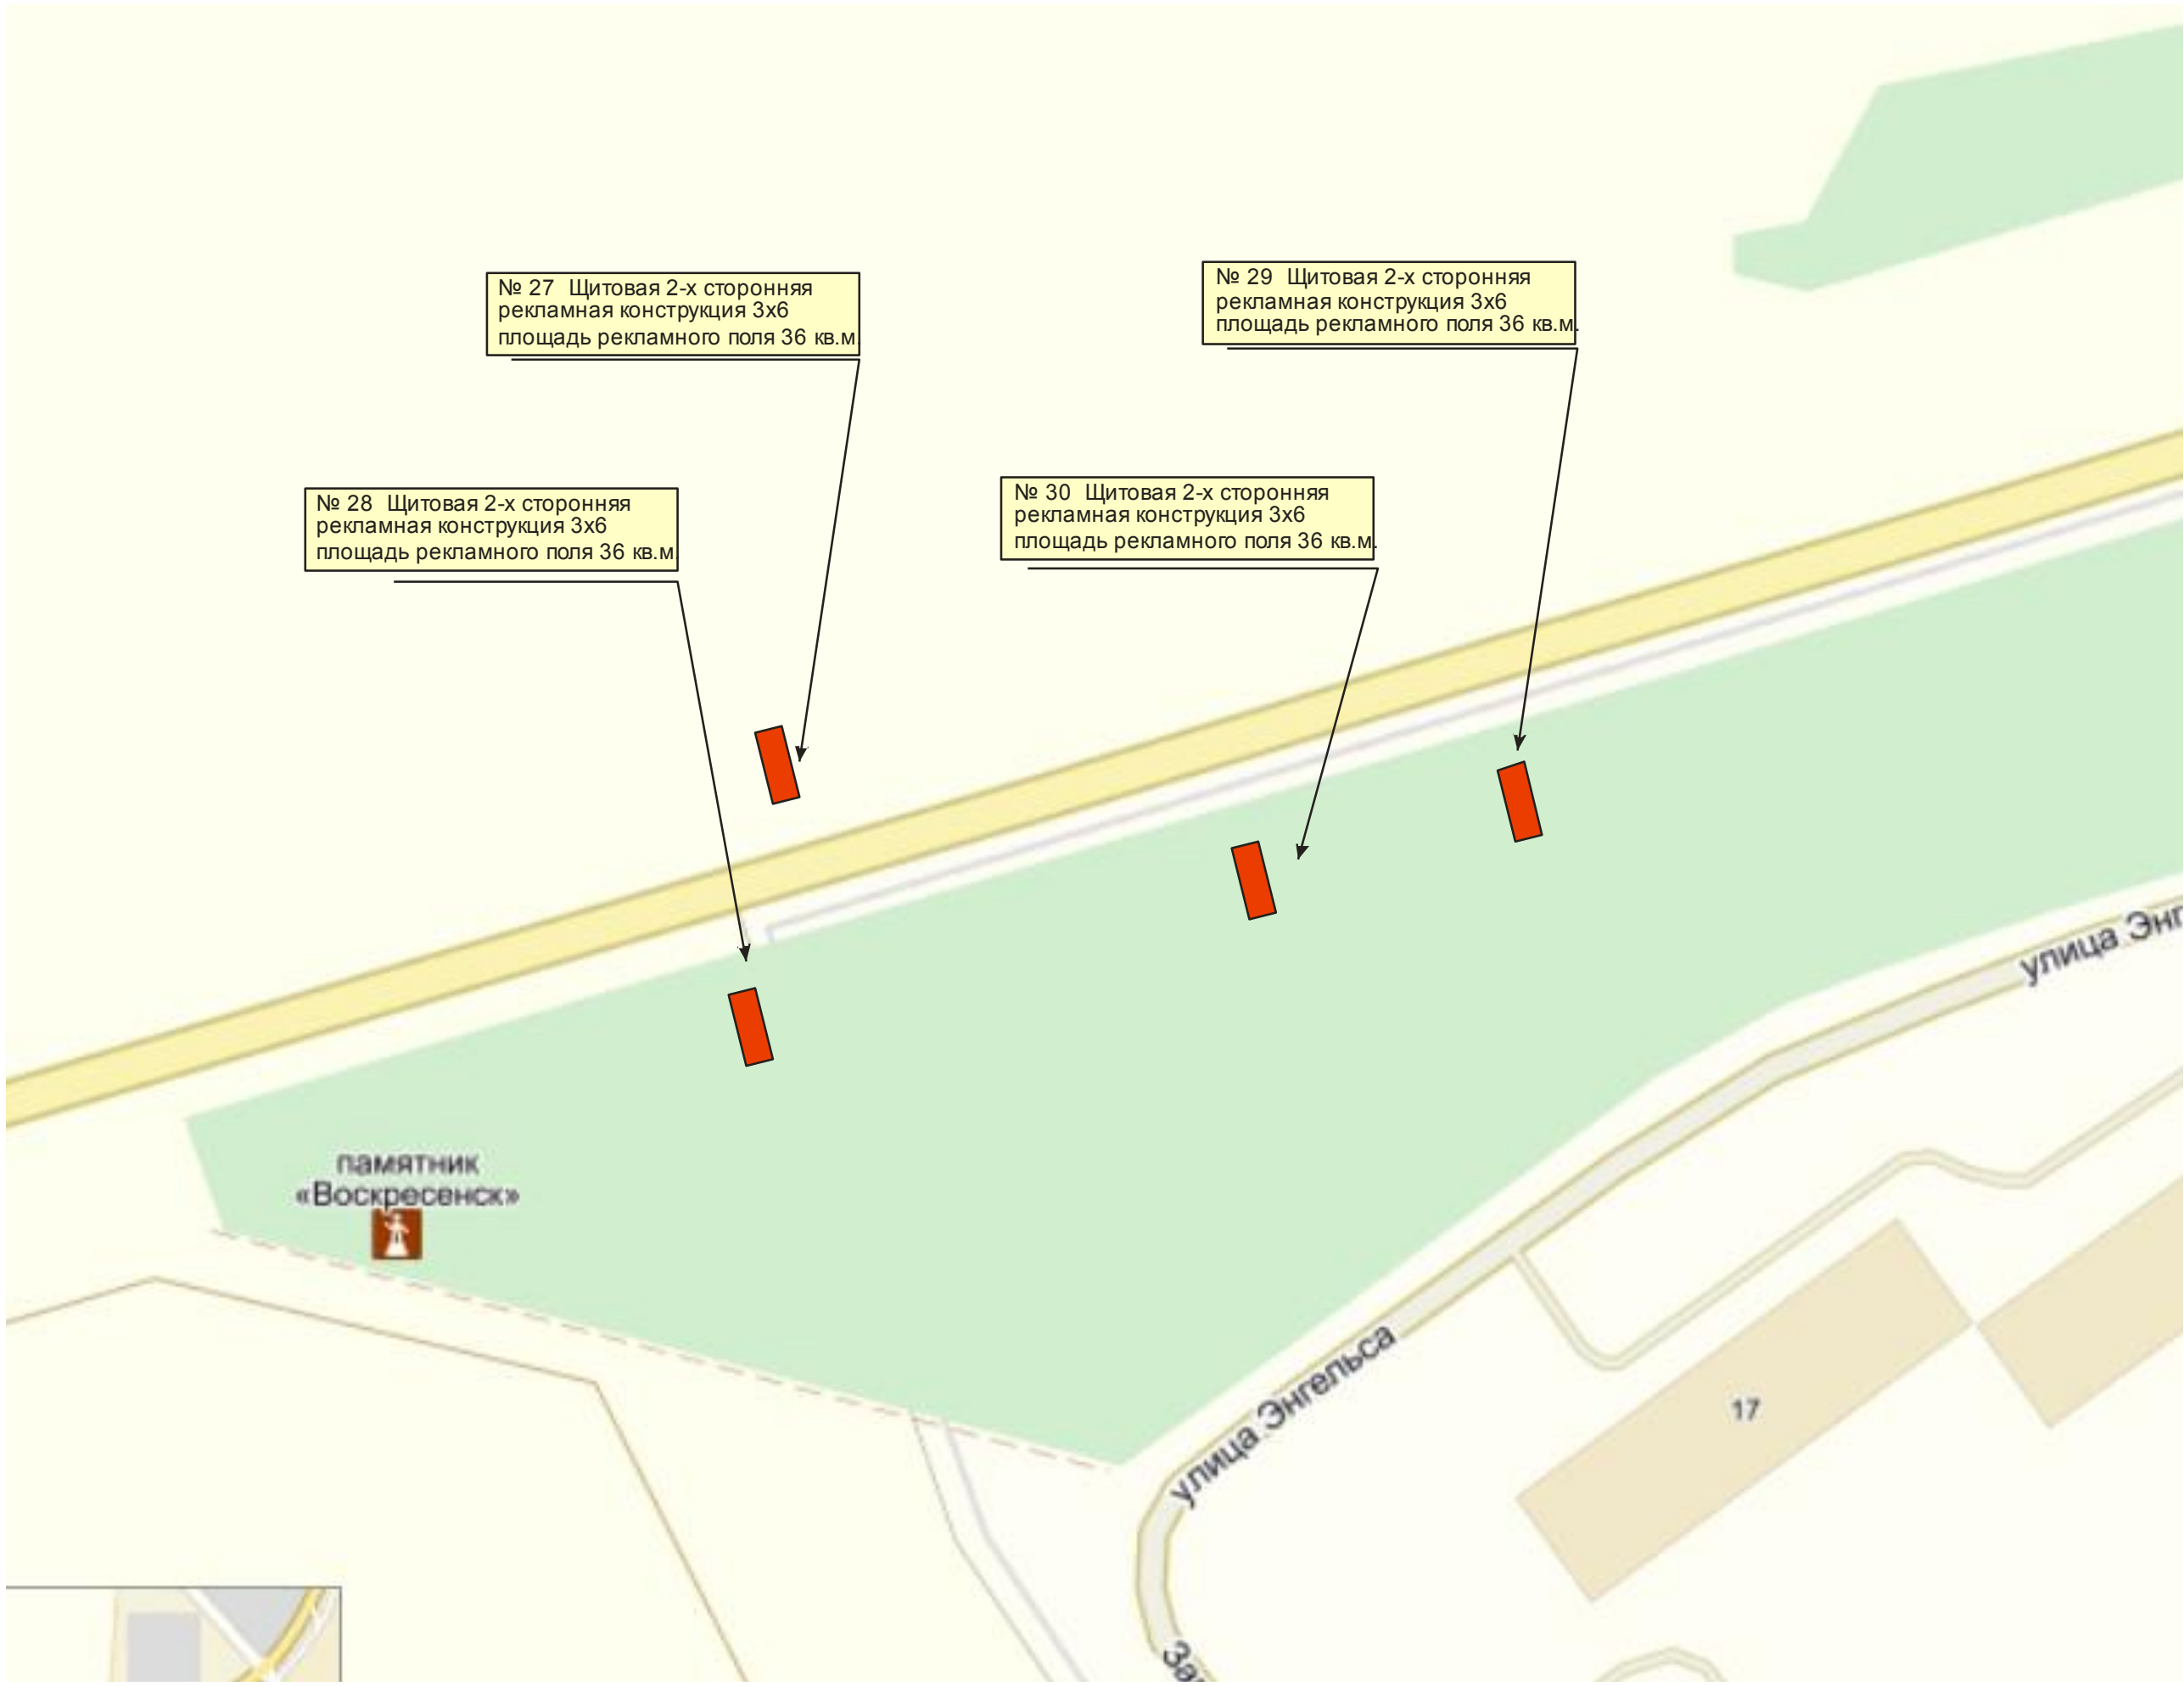 № 27 Щитовая 2-х сторонняя
рекламная конструкция 3х6
площадь рекламного поля 36 кв.м.
№ 29 Щитовая 2-х сторонняя
рекламная конструкция 3х6
площадь рекламного поля 36 кв.м.
№ 28 Щитовая 2-х сторонняя
рекламная конструкция 3х6
площадь рекламного поля 36 кв.м.
№ 30 Щитовая 2-х сторонняя
рекламная конструкция 3х6
площадь рекламного поля 36 кв.м.
улица Энг
памятник
«Воскресенск»
улица Энгельса
17